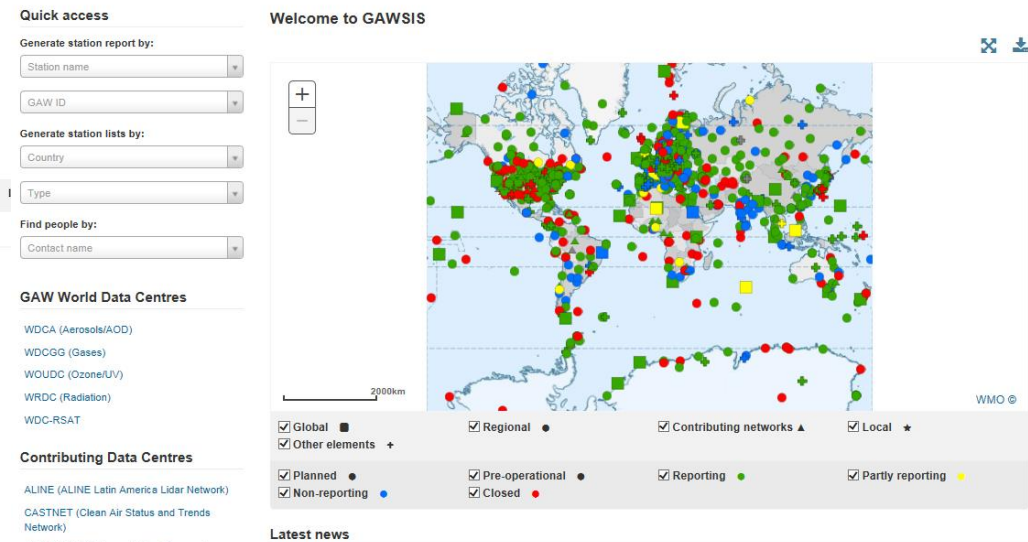 Quick access
Generate station report by:
Station name
GAW ID
Generate station lists by:
Country
Type
Find people by:
Contact name
GAW World Data Centres
WDCA (Aerosols/AOD)
WDCGG (Gases)
WOUDC (Ozone/UV)
WRDC (Radiation)
WDC-RSAT
Contributing Data Centres
ALINE (ALINE Latin America Lidar Network)
CASTNET (Clean Air Status and Trends
Network)
Welcome to GAWSIS
+
−
2000km
WMO ©
Global
Regional
Contributing networks
Local
Other elements
Planned
Pre-operational
Reporting
Partly reporting
Non-reporting
Closed
Latest news